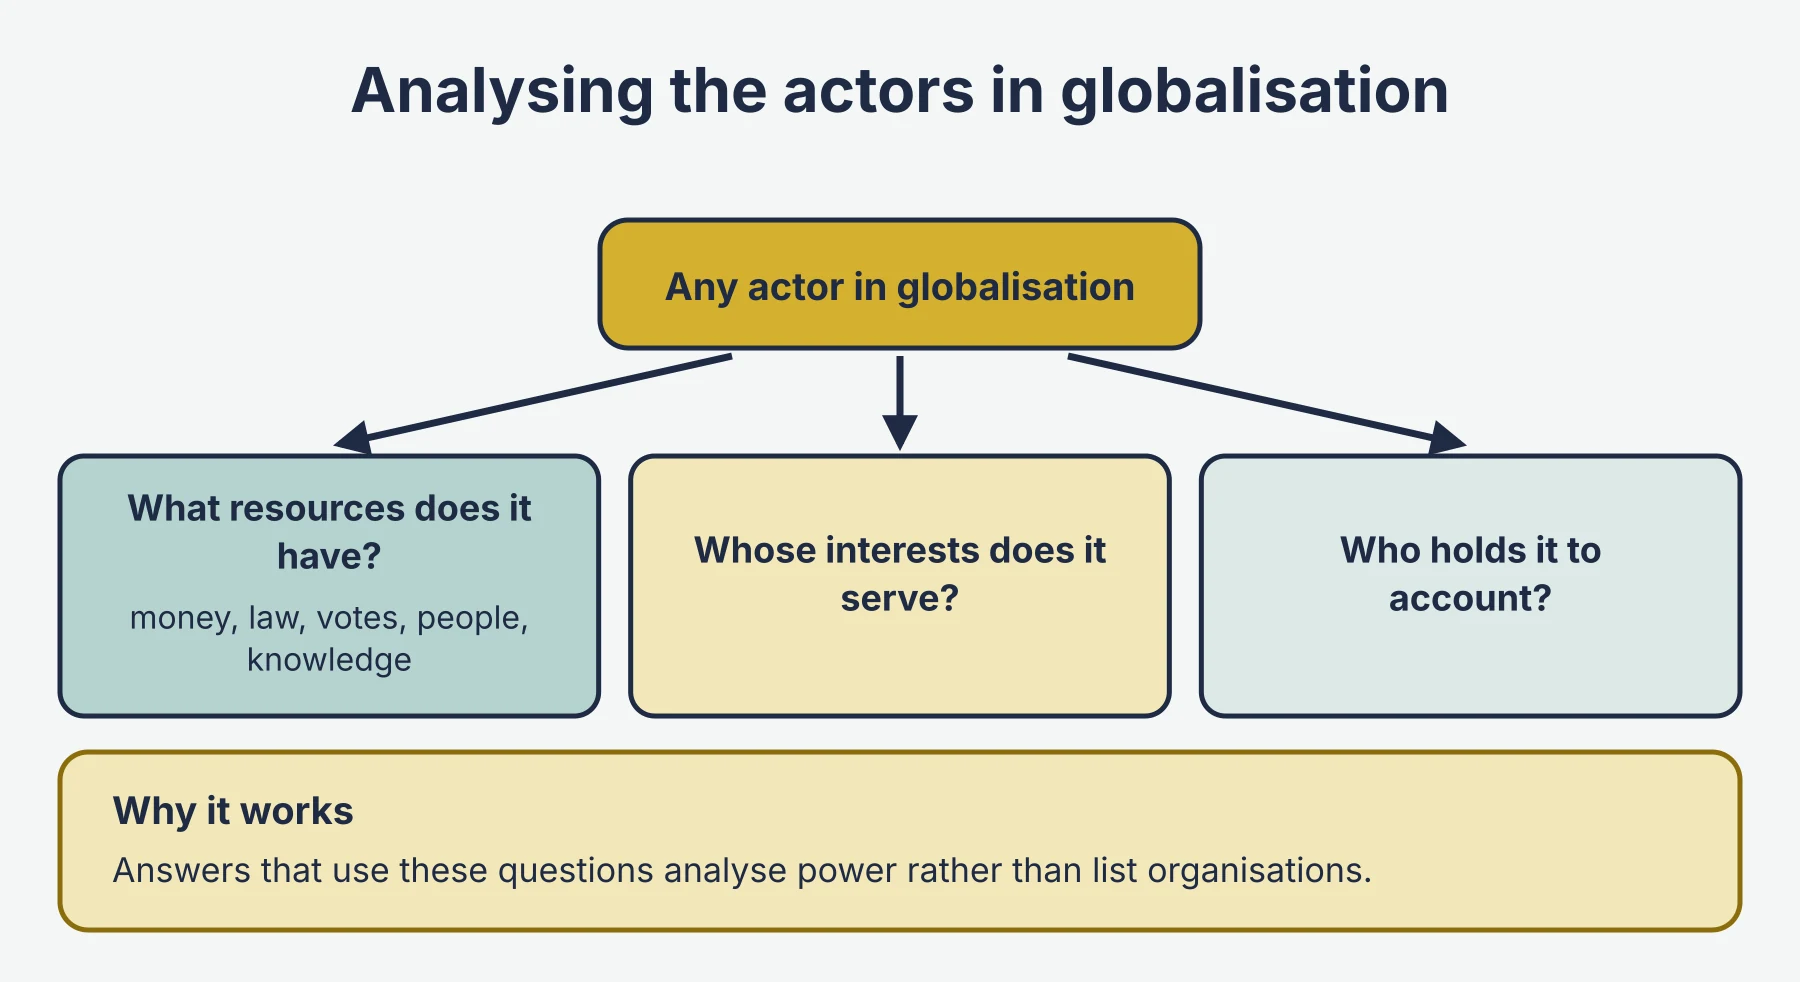 Analysing the actors in globalisation
Any actor in globalisation
What resources does it
have?
money, law, votes, people,
knowledge
Whose interests does it
serve?
Who holds it to
account?
Why it works
Answers that use these questions analyse power rather than list organisations.